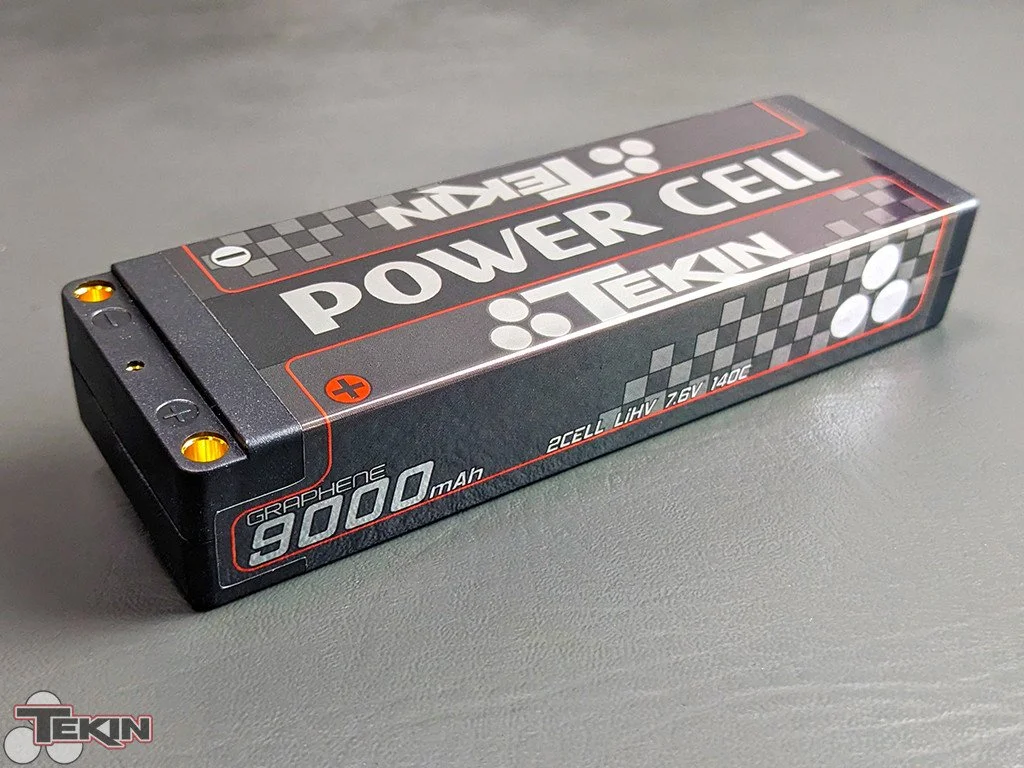 TEKIN
POWER CELL
TEKIN
2CELL LiHV 7.6V 140C
GRAPHENE
9000mAh
TEKIN